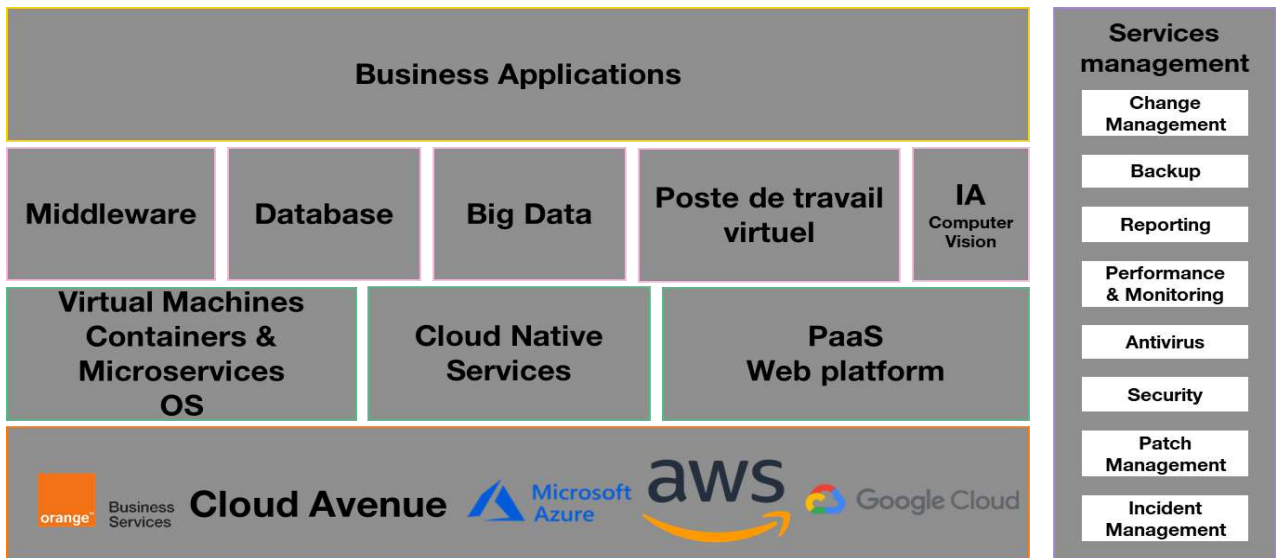 Business Applications
Middleware
Database
Big Data
Poste de travail
virtuel
IA
Computer
Vision
Virtual Machines
Containers &
Microservices
OS
Cloud Native
Services
PaaS
Web platform
orange™
Business
Services
Cloud Avenue
Microsoft
Azure
aws
Google Cloud
Services
management
Change
Management
Backup
Reporting
Performance
& Monitoring
Antivirus
Security
Patch
Management
Incident
Management